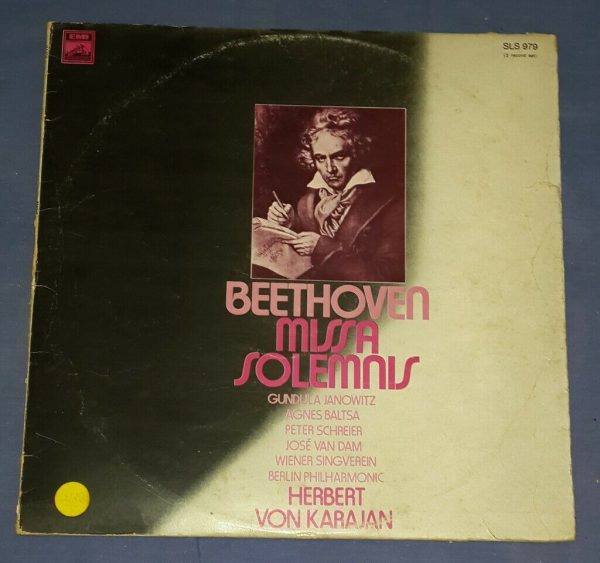 EMI
SLS 979
(2 record set)
BEETHOVEN
MISSA
SOLEMNIS
GUNDULA JANOWITZ
AGNES BALTSA
PETER SCHREIER
JOSÉ VAN DAM
WIENER SINGVEREIN
BERLIN PHILHARMONIC
HERBERT
VON KARAJAN